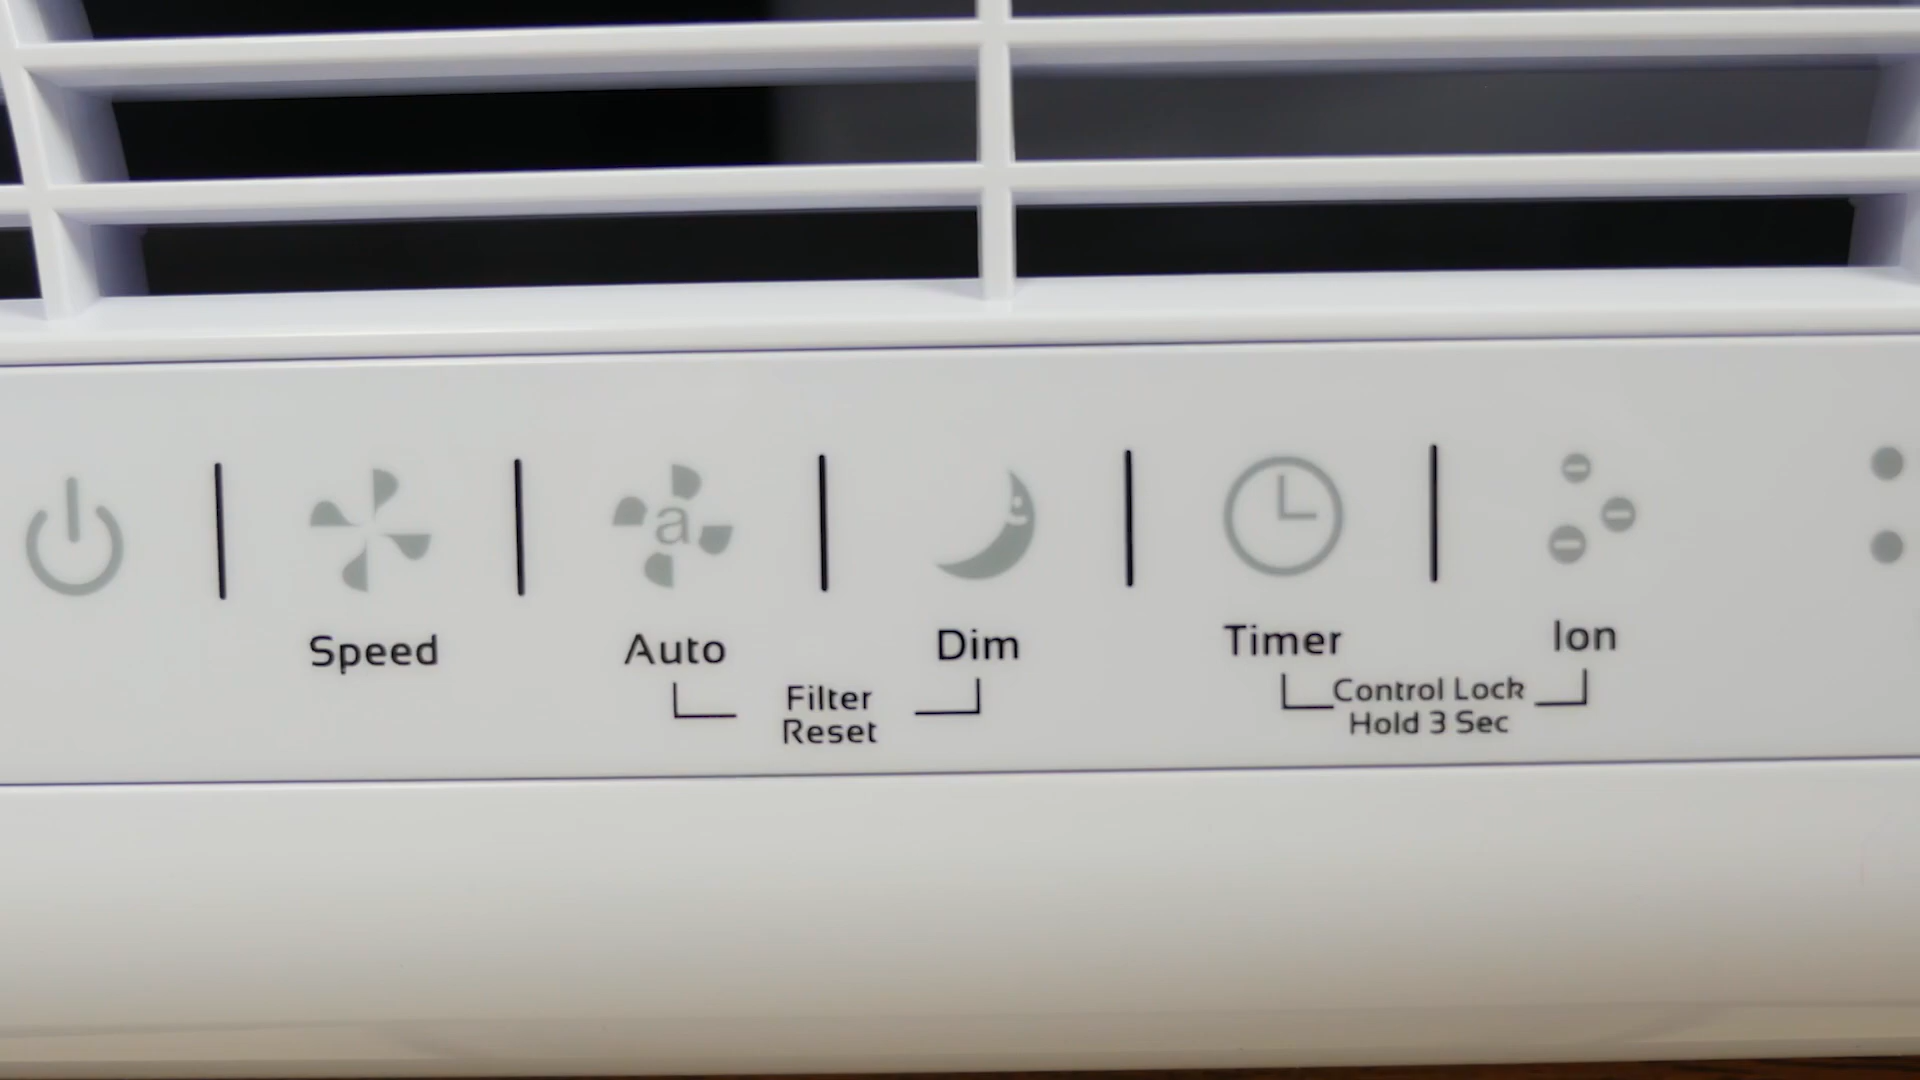 Speed
a
Auto
Dim
Timer
Ion
Filter
Reset
Control Lock
Hold 3 Sec